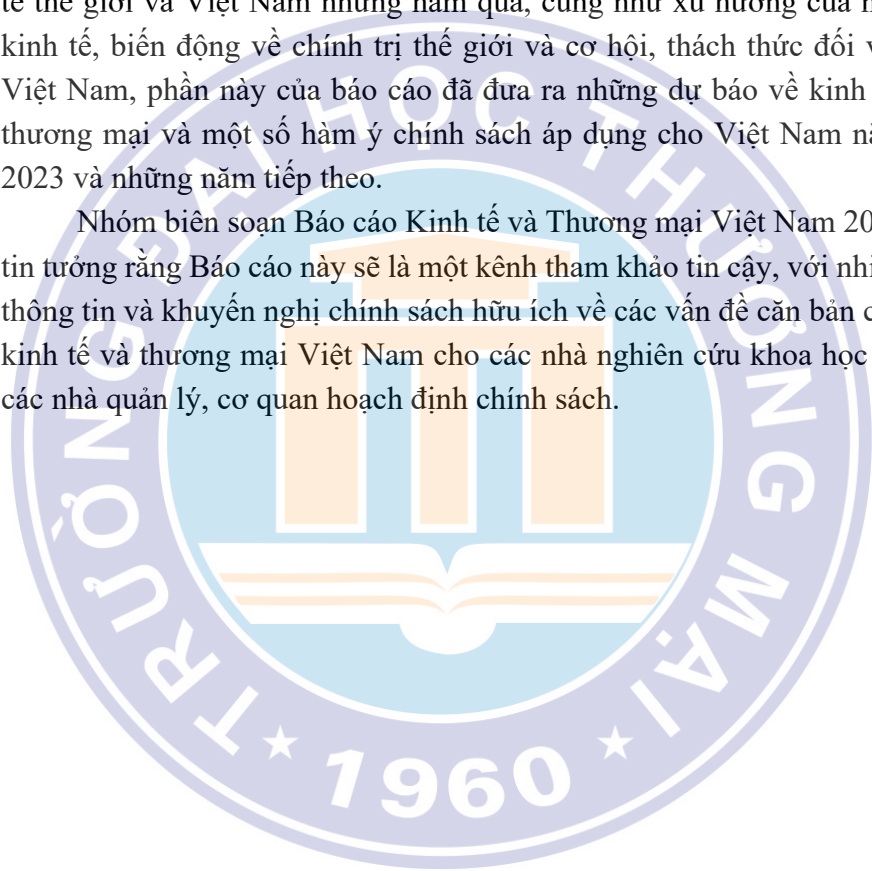 tế thế giới và Việt Nam những năm qua, cũng như xu hướng của
kinh tế, biến động về chính trị thế giới và cơ hội, thách thức đối
Việt Nam, phần này của báo cáo đã đưa ra những dự báo về kinh
thương mại và một số hàm ý chính sách áp dụng cho Việt Nam
2023 và những năm tiếp theo.
Nhóm biên soạn Báo cáo Kinh tế và Thương mại Việt Nam 20
tin tưởng rằng Báo cáo này sẽ là một kênh tham khảo tin cậy, với
thông tin và khuyến nghị chính sách hữu ích về các vấn đề căn bản
kinh tế và thương mại Việt Nam cho các nhà nghiên cứu khoa học
các nhà quản lý, cơ quan hoạch định chính sách.
TRƯỜNG ĐẠI HỌC THƯƠNG MẠI
1960